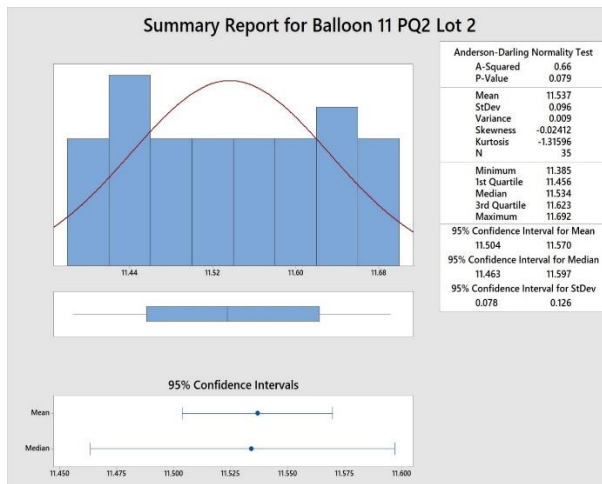 Summary Report for Balloon 11 PQ2 Lot 2
11.44 11.52 11.60 11.68
95% Confidence Intervals
Mean
Median
11.450 11.475 11.500 11.525 11.550 11.575 11.600
Anderson-Darling Normality Test
A-Squared 0.66
P-Value 0.079
Mean 11.537
StDev 0.096
Variance 0.009
Skewness -0.02412
Kurtosis -1.31596
N 35
Minimum 11.385
1st Quartile 11.456
Median 11.534
3rd Quartile 11.623
Maximum 11.692
95% Confidence Interval for Mean
11.504 11.570
95% Confidence Interval for Median
11.463 11.597
95% Confidence Interval for StDev
0.078 0.126